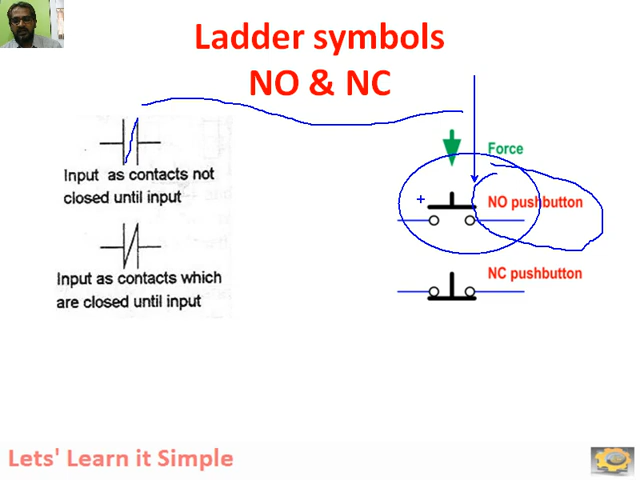 Ladder symbols
NO & NC
Force
Input as contacts not
closed until input
NO pushbutton
Input as contacts which
are closed until input
NC pushbutton
Lets' Learn it Simple